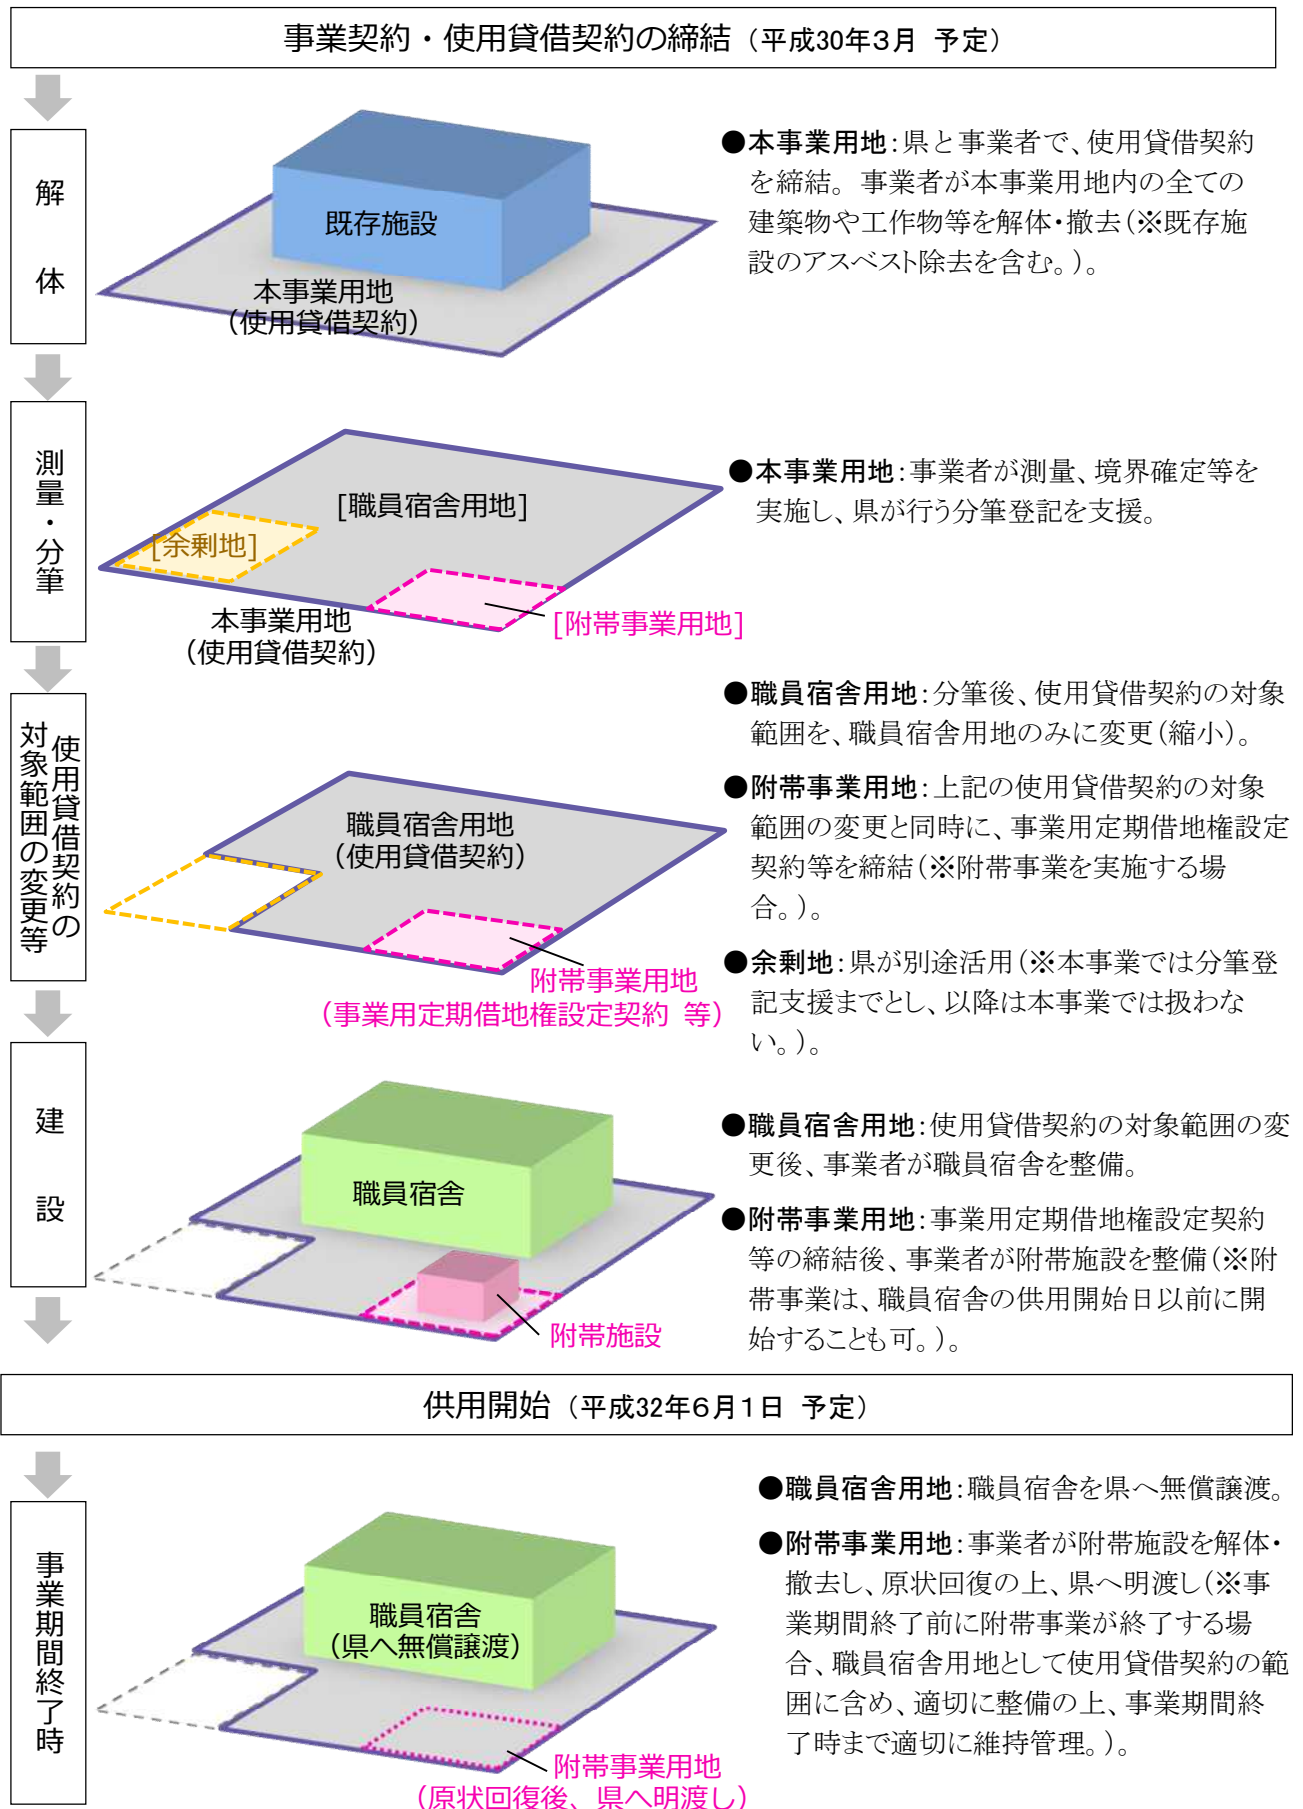 事業契約・使用貸借契約の締結（平成30年３月 予定）
解体
既存施設
本事業用地
（使用貸借契約）
●本事業用地：県と事業者で、使用貸借契約
を締結。事業者が本事業用地内の全ての
建築物や工作物等を解体・撤去（※既存施
設のアスベスト除去を含む。）。
測量・分筆
[職員宿舎用地]
[余剰地]
[附帯事業用地]
本事業用地
（使用貸借契約）
●本事業用地：事業者が測量、境界確定等を
実施し、県が行う分筆登記を支援。
使用貸借契約の
対象範囲の変更等
職員宿舎用地
（使用貸借契約）
附帯事業用地
（事業用定期借地権設定契約 等）
●職員宿舎用地：分筆後、使用貸借契約の対象
範囲を、職員宿舎用地のみに変更（縮小）。
●附帯事業用地：上記の使用貸借契約の対象
範囲の変更と同時に、事業用定期借地権設定
契約等を締結（※附帯事業を実施する場
合。）。
●余剰地：県が別途活用（※本事業では分筆登
記支援までとし、以降は本事業では扱わな
い。）。
建設
職員宿舎
附帯施設
●職員宿舎用地：使用貸借契約の対象範囲の変
更後、事業者が職員宿舎を整備。
●附帯事業用地：事業用定期借地権設定契約
等の締結後、事業者が附帯施設を整備（※附
帯事業は、職員宿舎の供用開始日以前に開
始することも可。）。
供用開始（平成32年６月１日 予定）
事業期間終了時
職員宿舎
（県へ無償譲渡）
附帯事業用地
（原状回復後、県へ明渡し）
●職員宿舎用地：職員宿舎を県へ無償譲渡。
●附帯事業用地：事業者が附帯施設を解体・
撤去し、原状回復の上、県へ明渡し（※事
業期間終了前に附帯事業が終了する場
合、職員宿舎用地として使用貸借契約の範
囲に含め、適切に整備の上、事業期間終
了時まで適切に維持管理。）。